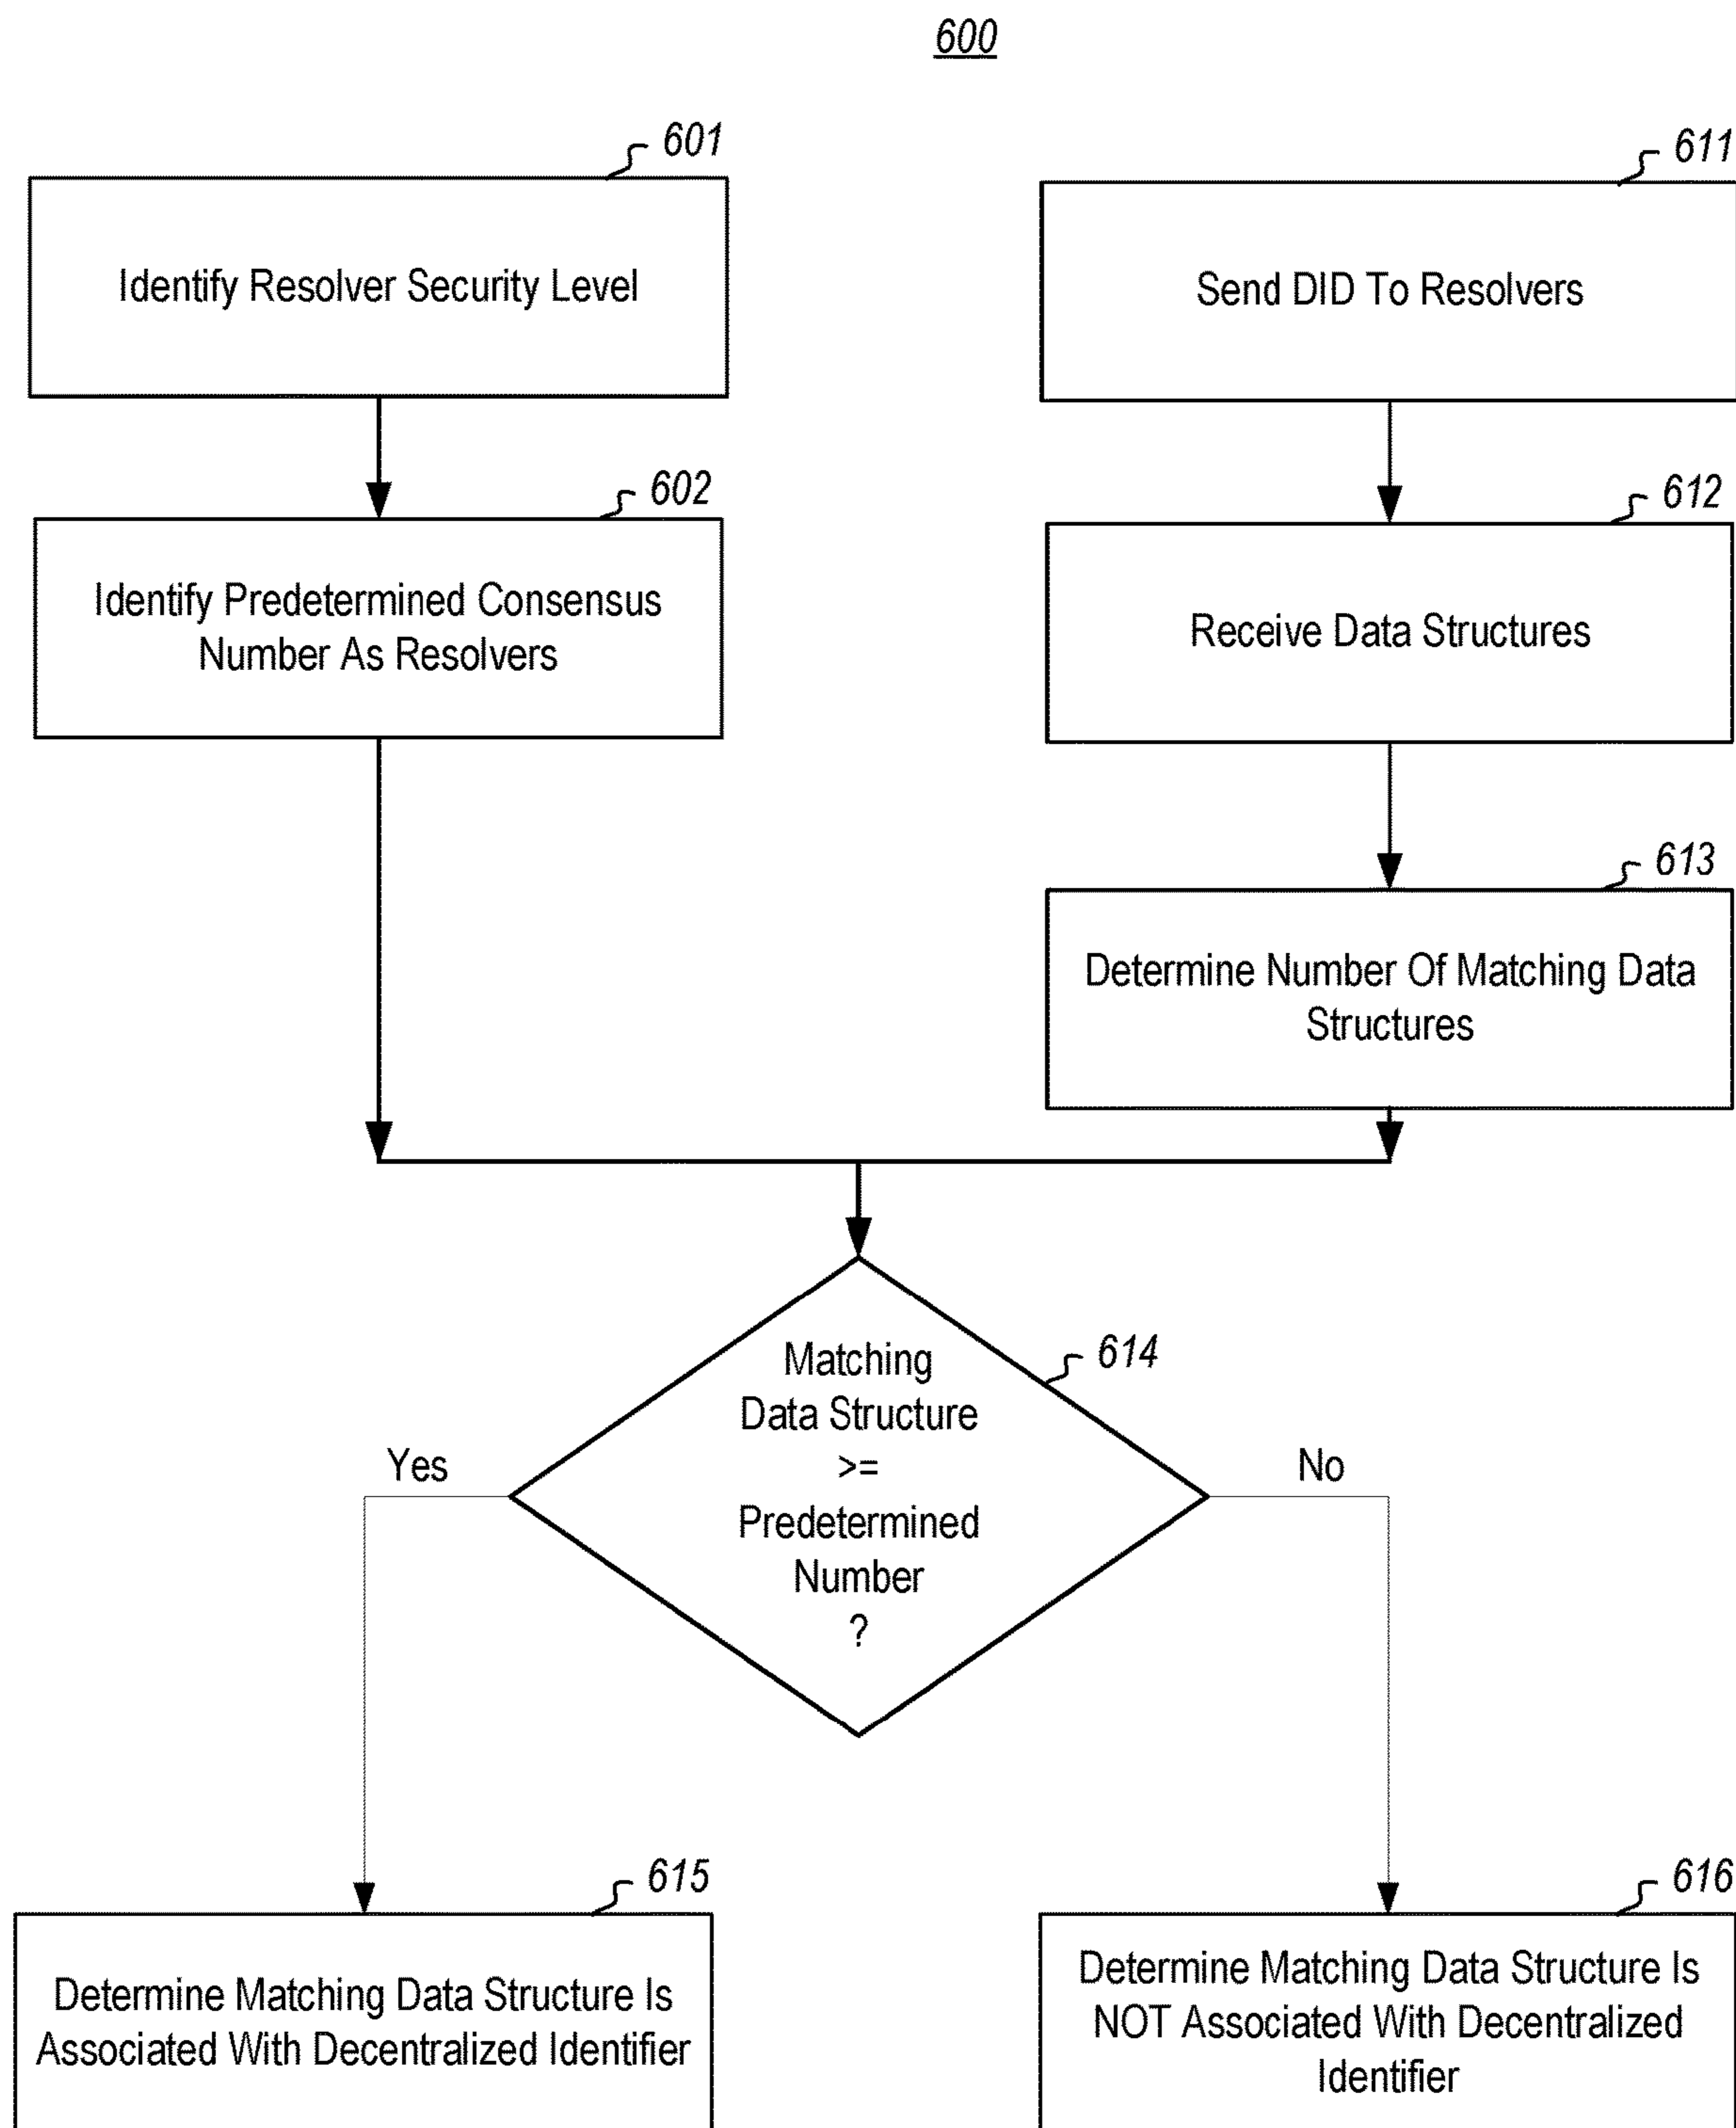 600
601
Identify Resolver Security Level
602
Identify Predetermined Consensus
Number As Resolvers
611
Send DID To Resolvers
612
Receive Data Structures
613
Determine Number Of Matching Data
Structures
614
Matching
Data Structure
>=
Predetermined
Number
?
Yes
No
615
Determine Matching Data Structure Is
Associated With Decentralized Identifier
616
Determine Matching Data Structure Is
NOT Associated With Decentralized
Identifier